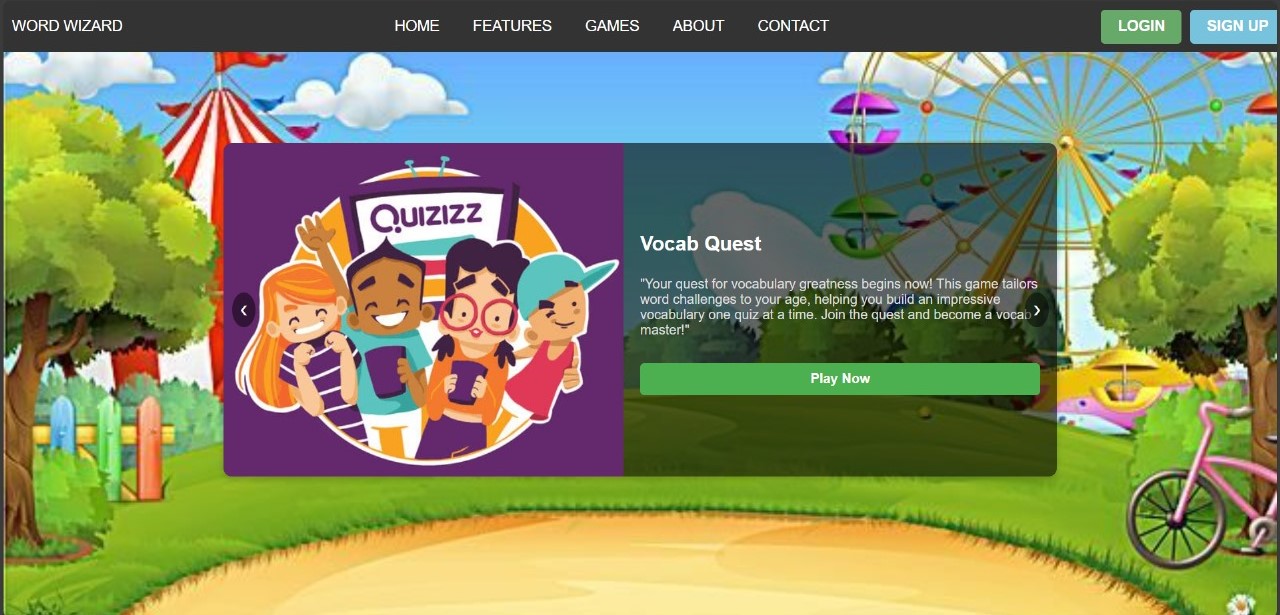 WORD WIZARD
HOME FEATURES GAMES ABOUT CONTACT
LOGIN SIGN UP
QUIZIZZ
Vocab Quest
"Your quest for vocabulary greatness begins now! This game tailors
word challenges to your age, helping you build an impressive
vocabulary one quiz at a time. Join the quest and become a vocab
master!"
Play Now